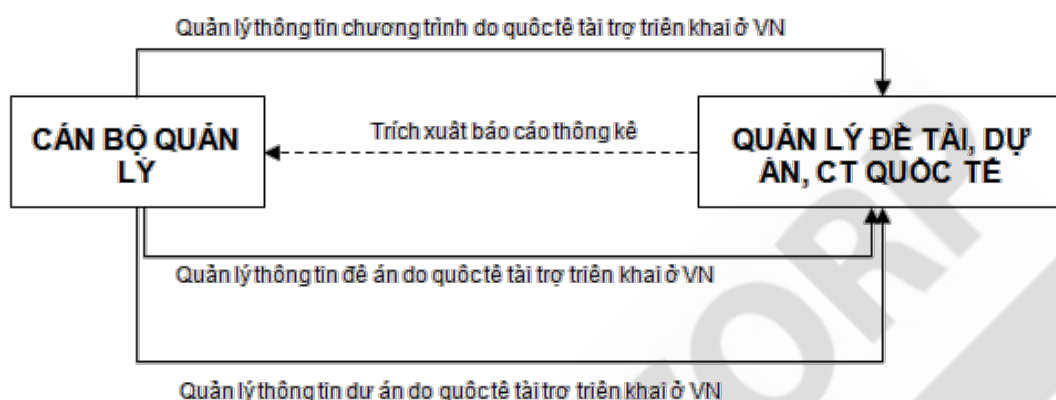 Quản lý thông tin chương trình do quốc tế tài trợ triển khai ở VN
CÁN BỘ QUẢN
LÝ
Trích xuất báo cáo thống kê
QUẢN LÝ ĐỀ TÀI, DỰ
ÁN, CT QUỐC TẾ
Quản lý thông tin đề án do quốc tế tài trợ triển khai ở VN
Quản lý thông tin dự án do quốc tế tài trợ triển khai ở VN